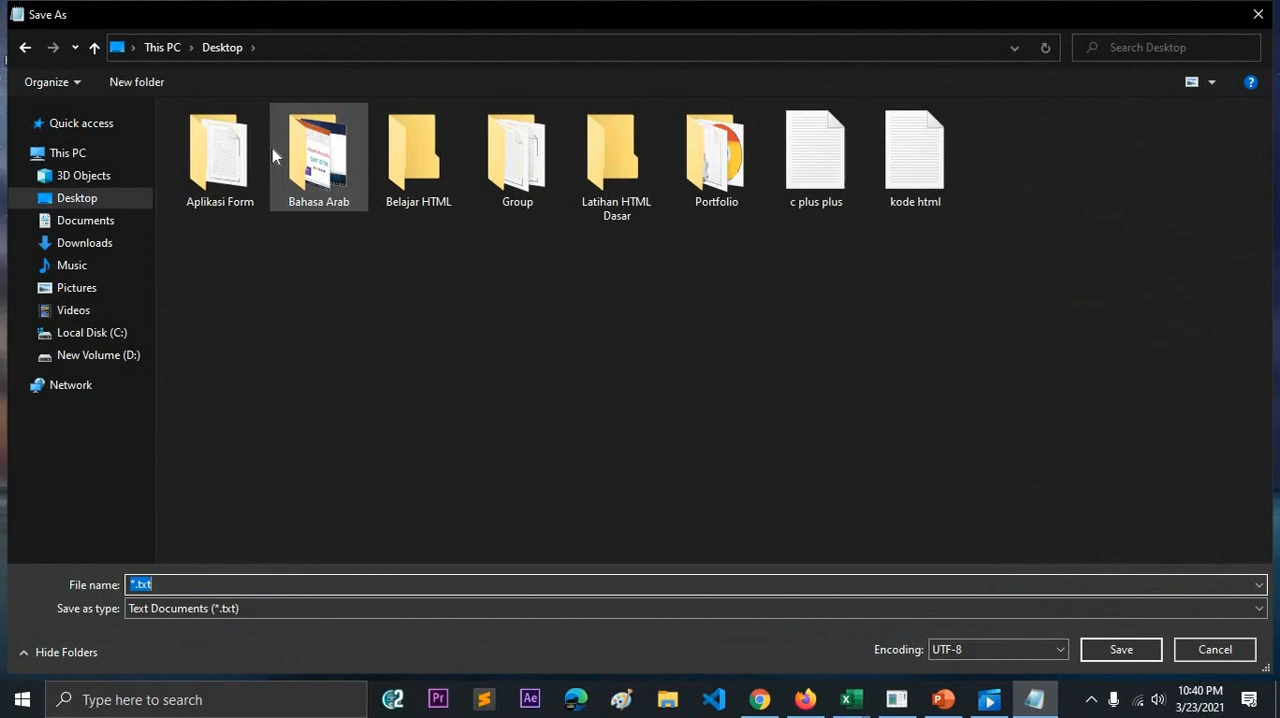 Save As
This PC
Desktop
Search Desktop
Organize
New folder
Quick access
This PC
3D Objects
Desktop
Documents
Downloads
Music
Pictures
Videos
Local Disk (C:)
New Volume (D:)
Network
Aplikasi Form
Bahasa Arab
Belajar HTML
Group
Latihan HTML
Dasar
Portfolio
c plus plus
kode html
File name: *.txt
Save as type: Text Documents (*.txt)
Hide Folders
Encoding: UTF-8
Save
Cancel
Type here to search
Pr
Ae
10:40 PM
3/23/2021